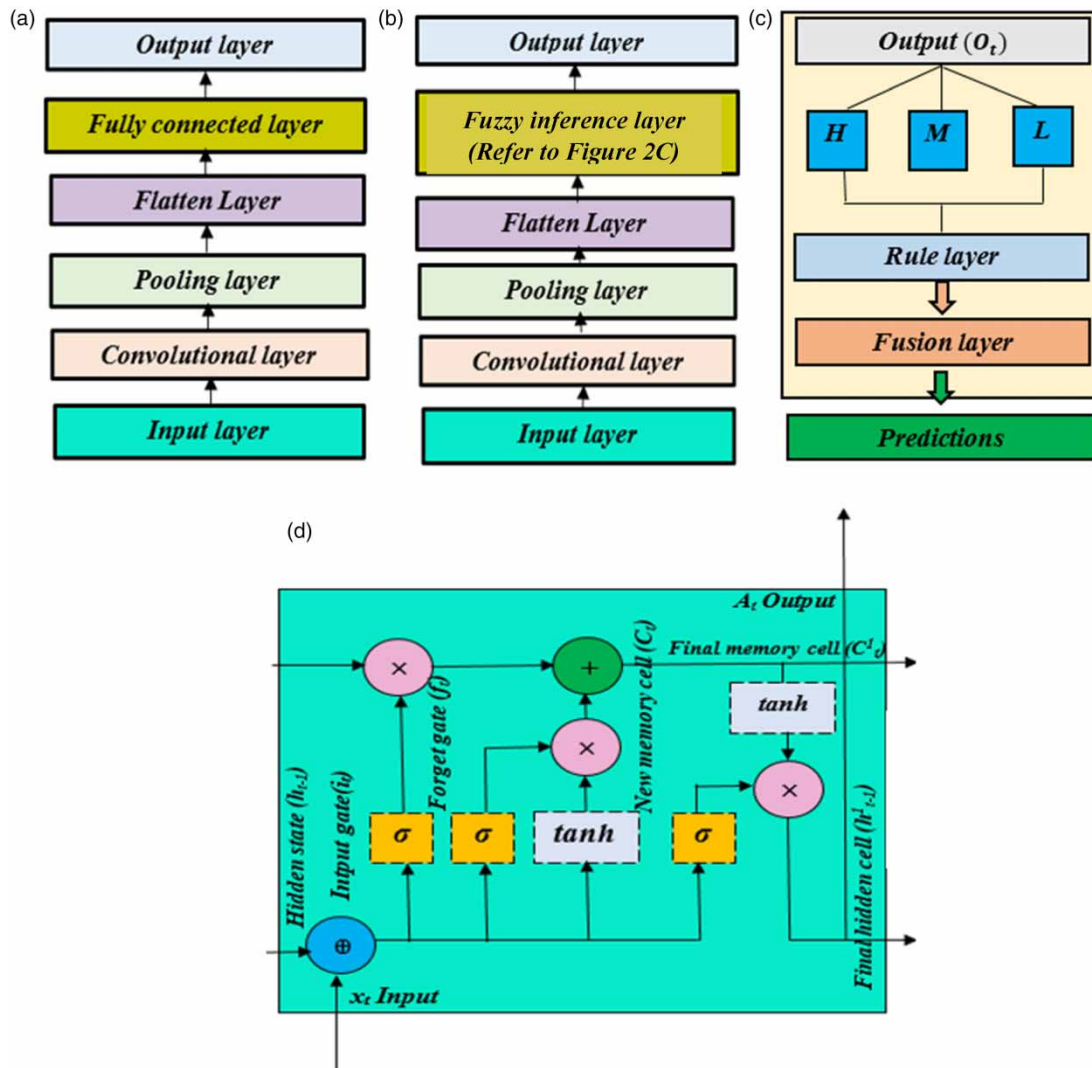 (a)
Output layer
Fully connected layer
Flatten Layer
Pooling layer
Convolutional layer
Input layer
(b)
Output layer
Fuzzy inference layer
(Refer to Figure 2C)
Flatten Layer
Pooling layer
Convolutional layer
Input layer
(c)
Output (Oₜ)
H
M
L
Rule layer
Fusion layer
Predictions
(d)
Aₜ Output
Final memory cell (C¹ₜ)
×
+
tanh
×
×
Hidden state (hₜ₋₁)
Intput gate(iₜ)
Forget gate (fₜ)
New memory cell (Cₜ)
σ
σ
tanh
σ
Final hidden cell (h¹ₜ₋₁)
⊕
xₜ Input